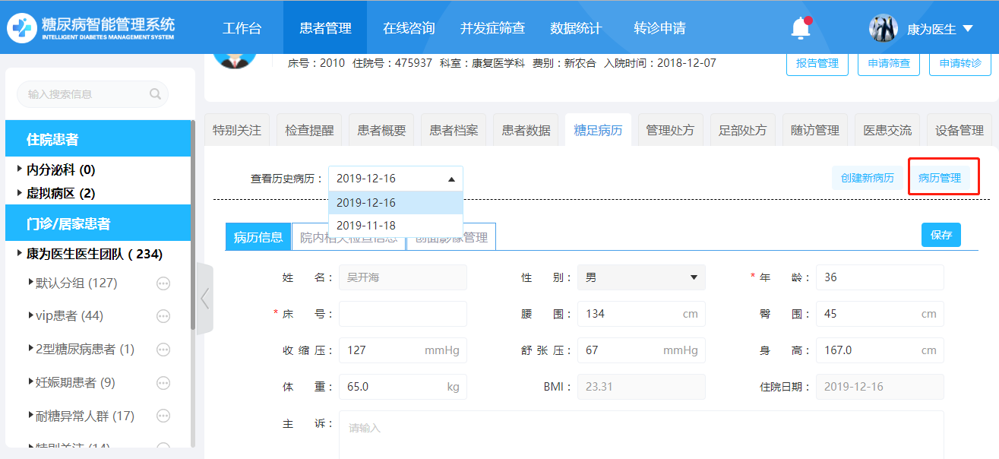 糖尿病智能管理系统
INTELLIGENT DIABETES MANAGEMENT SYSTEM
工作台 患者管理 在线咨询 并发症筛查 数据统计 转诊申请 康为医生
床号：2010 住院号：475937 科室：康复医学科 费别：新农合 入院时间：2018-12-07
报告管理 申请筛查 申请转诊
输入搜索信息
住院患者
内分泌科 (0)
虚拟病区 (2)
门诊/居家患者
康为医生医生团队 ( 234)
默认分组 (127)
vip患者 (44)
2型糖尿病患者 (1)
妊娠期患者 (9)
耐糖异常人群 (17)
特别关注 (14)
特别关注 检查提醒 患者概要 患者档案 患者数据 糖足病历 管理处方 足部处方 随访管理 医患交流 设备管理
查看历史病历： 2019-12-16 创建新病历 病历管理
2019-12-16
2019-11-18
病历信息 院内相关检查信息 创面影像管理 保存
姓 名： 吴开海 性 别： 男 * 年 龄： 36
* 床 号： 腰 围： 134 cm 臀 围： 45 cm
收 缩 压： 127 mmHg 舒 张 压： 67 mmHg 身 高： 167.0 cm
体 重： 65.0 kg BMI： 23.31 住院日期： 2019-12-16
主 诉： 请输入